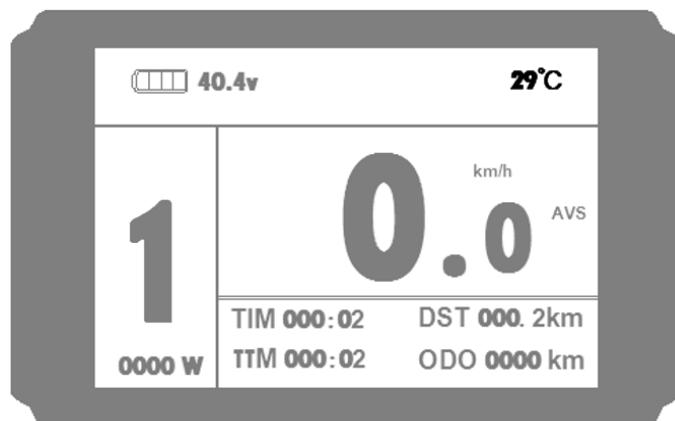 40.4v 29°C
1
km/h
0.0 AVS
0000 W
TIM 000:02 DST 000. 2km
TTM 000:02 ODO 0000 km